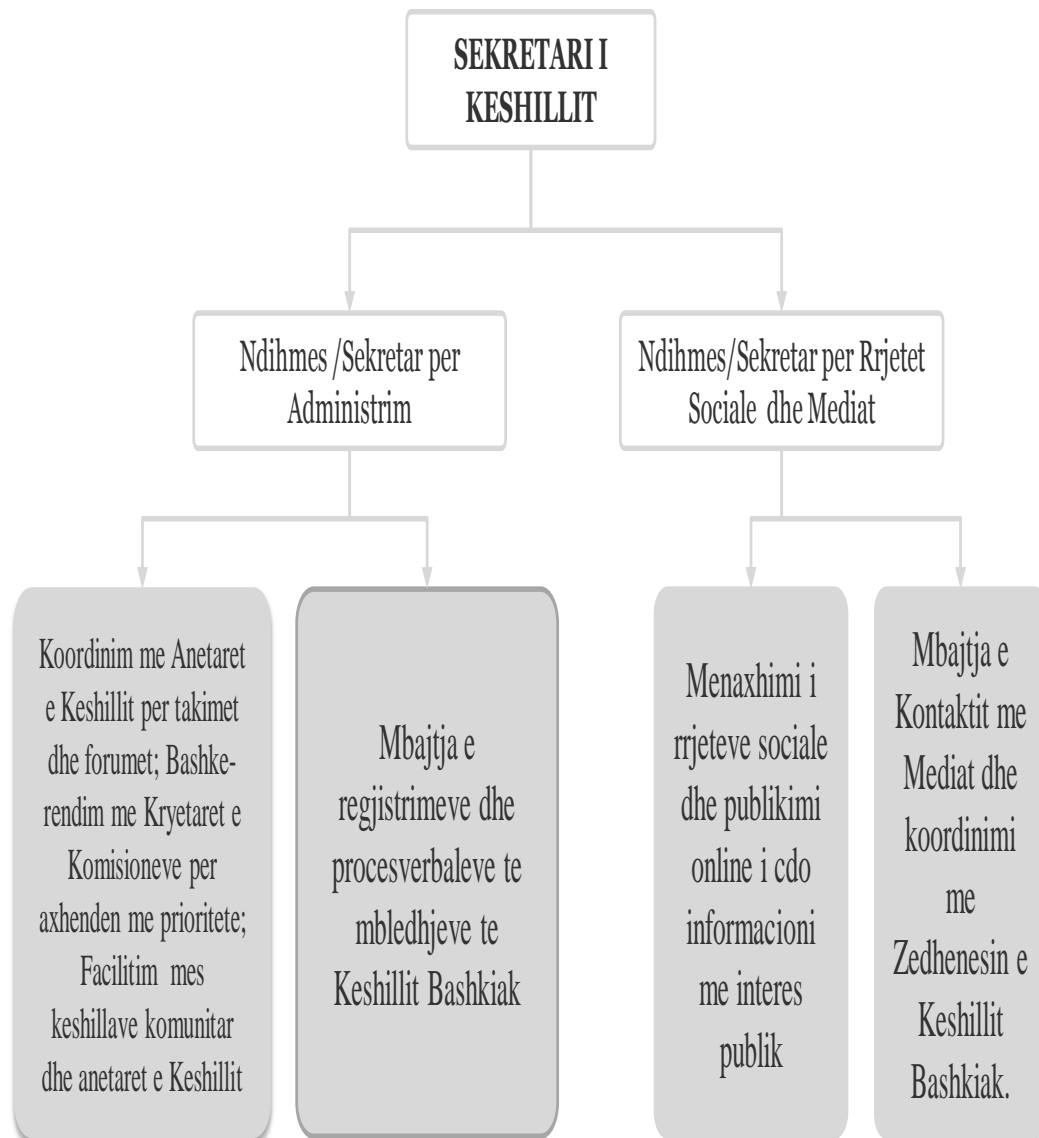 SEKRETARI I
KESHILLIT
Ndihmes /Sekretar per
Administrim
Ndihmes/Sekretar per Rrjetet
Sociale dhe Mediat
Koordinim me Anetaret
e Keshillit per takimet
dhe forumet; Bashke-
rendim me Kryetaret e
Komisioneve per
axhenden me prioritete;
Facilitim mes
keshillave komunitar
dhe anetaret e Keshillit
Mbajtja e
regjistrimeve dhe
procesverbaleve te
mbledhjeve te
Keshillit Bashkiak
Menaxhimi i
rrjeteve sociale
dhe publikimi
online i cdo
informacioni
me interes
publik
Mbajtja e
Kontaktit me
Mediat dhe
koordinimi
me
Zedhenesin e
Keshillit
Bashkiak.